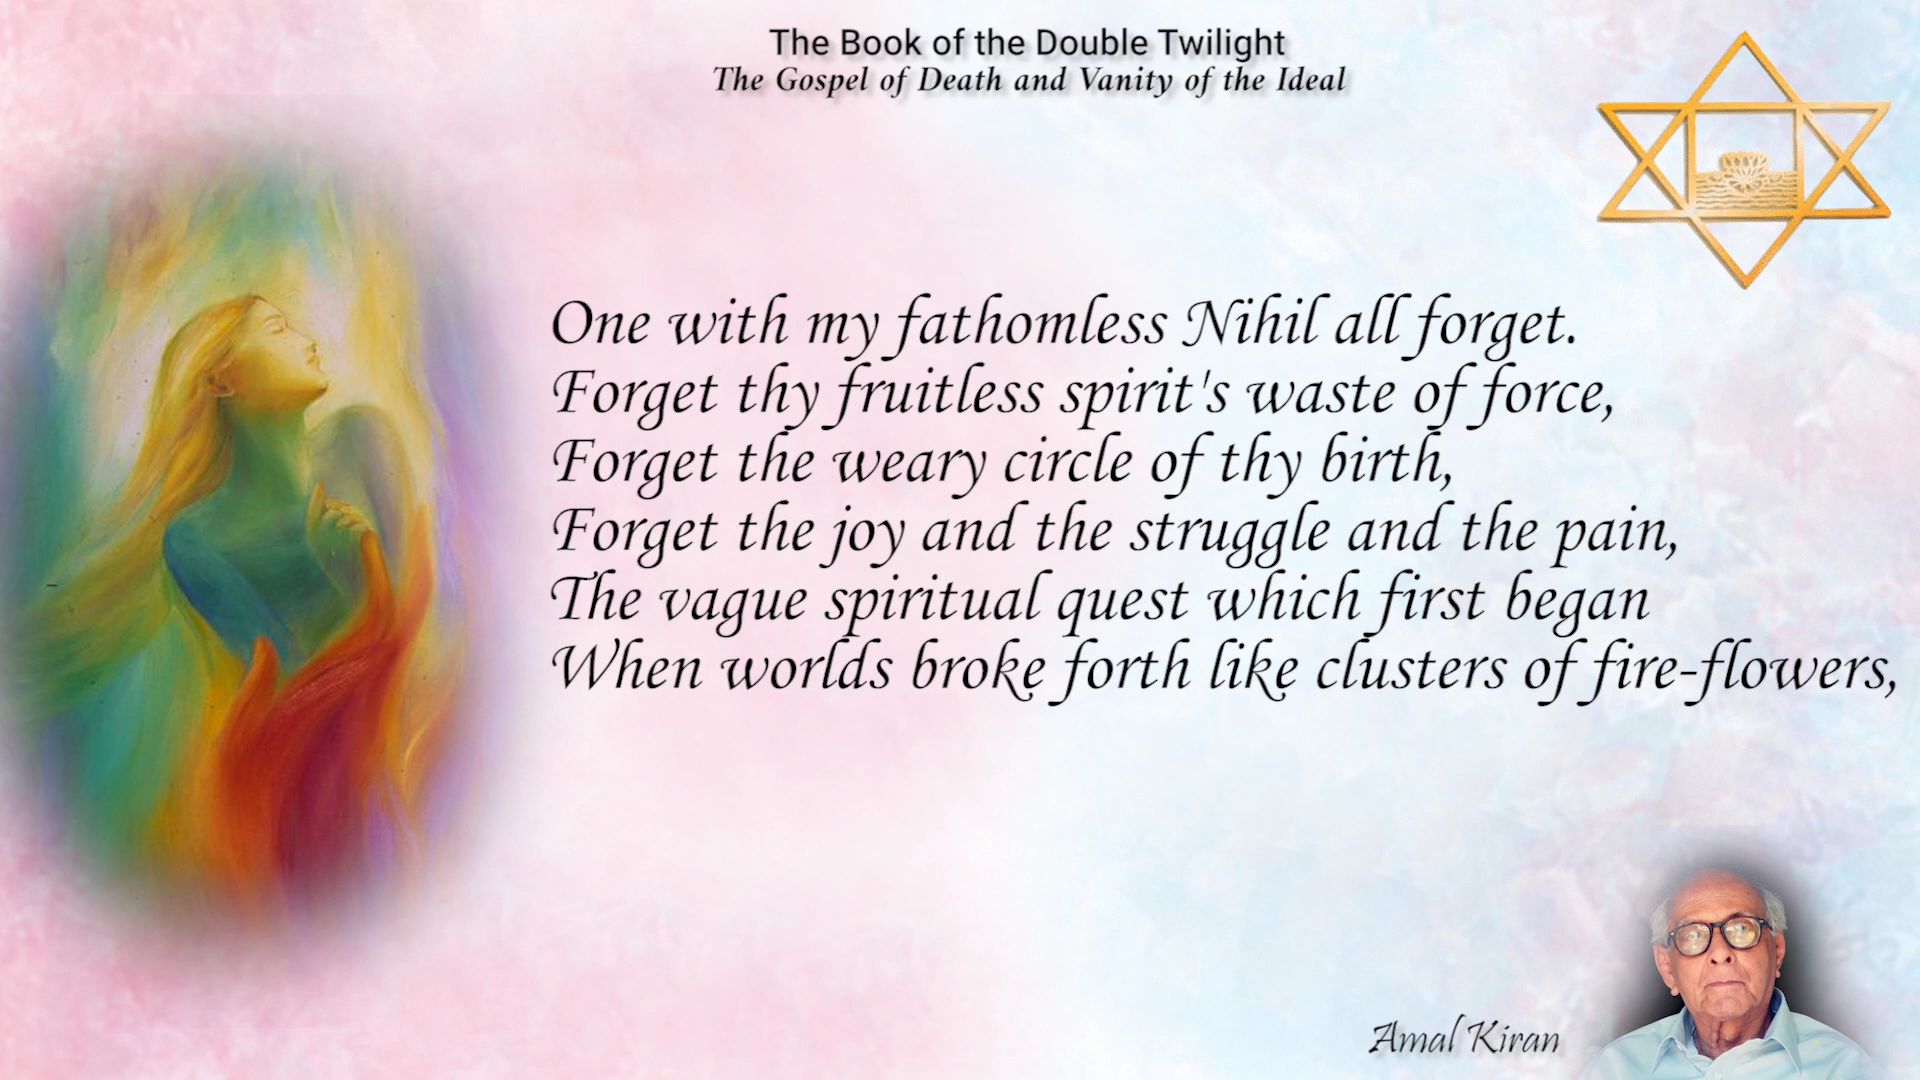 The Book of the Double Twilight
The Gospel of Death and Vanity of the Ideal
One with my fathomless Nihil all forget.
Forget thy fruitless spirit's waste of force,
Forget the weary circle of thy birth,
Forget the joy and the struggle and the pain,
The vague spiritual quest which first began
When worlds broke forth like clusters of fire-flowers,
Amal Kiran